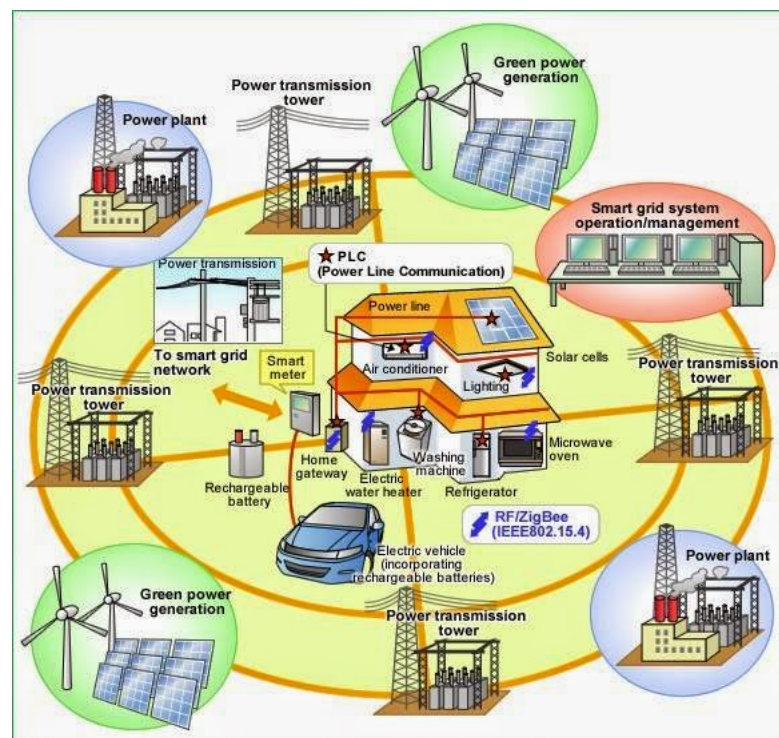 Green power
generation
Power transmission
tower
Power plant
Smart grid system
operation/management
PLC
(Power Line Communication)
Power transmission
Power line
To smart grid
network
Smart
meter
Air conditioner
Lighting
Solar cells
Power transmission
tower
Power transmission
tower
Home
gateway
Rechargeable
battery
Electric
water heater
Washing
machine
Refrigerator
Microwave
oven
RF/ZigBee
(IEEE802.15.4)
Electric vehicle
(incorporating
rechargeable batteries)
Power plant
Green power
generation
Power transmission
tower